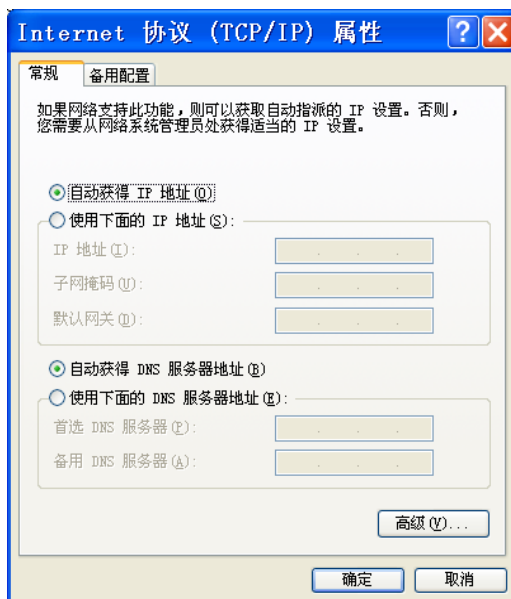 Internet 协议 (TCP/IP) 属性
常规
备用配置
如果网络支持此功能，则可以获取自动指派的 IP 设置。否则，
您需要从网络系统管理员处获得适当的 IP 设置。
自动获得 IP 地址(O)
使用下面的 IP 地址(S):
IP 地址(I):
子网掩码(U):
默认网关(D):
自动获得 DNS 服务器地址(B)
使用下面的 DNS 服务器地址(E):
首选 DNS 服务器(P):
备用 DNS 服务器(A):
高级(V)...
确定
取消